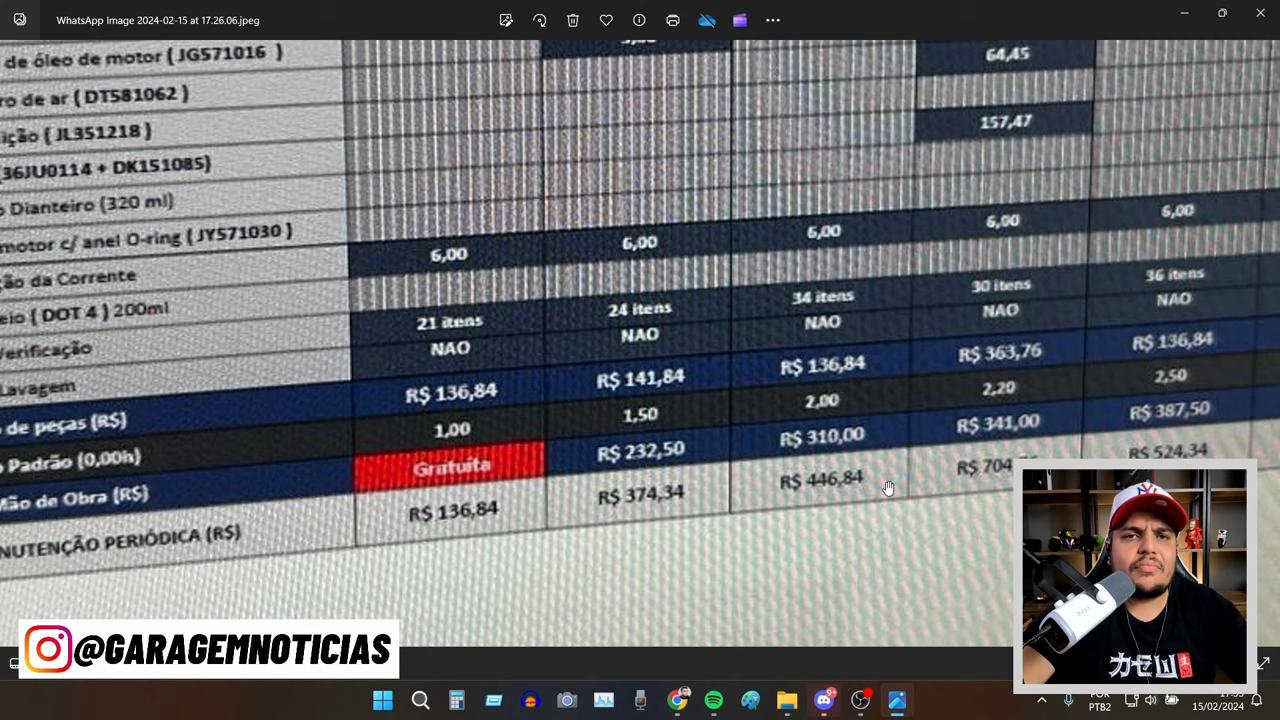 WhatsApp Image 2024-02-15 at 17.26.06.jpeg
de óleo de motor ( JG571016 )
64,45
ro de ar ( DT581062 )
ição ( JL351218 )
157,47
(36JU0114 + DK151085)
o Dianteiro (320 ml)
motor c/ anel O-ring ( JY571030 )
6,00 6,00 6,00 6,00 6,00
ção da Corrente
eio ( DOT 4 ) 200ml
21 itens 24 itens 34 itens 30 itens 36 itens
Verificação
NAO NAO NAO NAO NAO
Lavagem
R$ 136,84 R$ 141,84 R$ 136,84 R$ 363,76 R$ 136,84
de peças (R$)
1,00 1,50 2,00 2,20 2,50
o Padrão (0,00h)
Gratuita R$ 232,50 R$ 310,00 R$ 341,00 R$ 387,50
Mão de Obra (R$)
R$ 136,84 R$ 374,34 R$ 446,84 R$ 704, R$ 524,34
NUTENÇÃO PERIÓDICA (R$)
@GARAGEMNOTICIAS
PTB2
15/02/2024